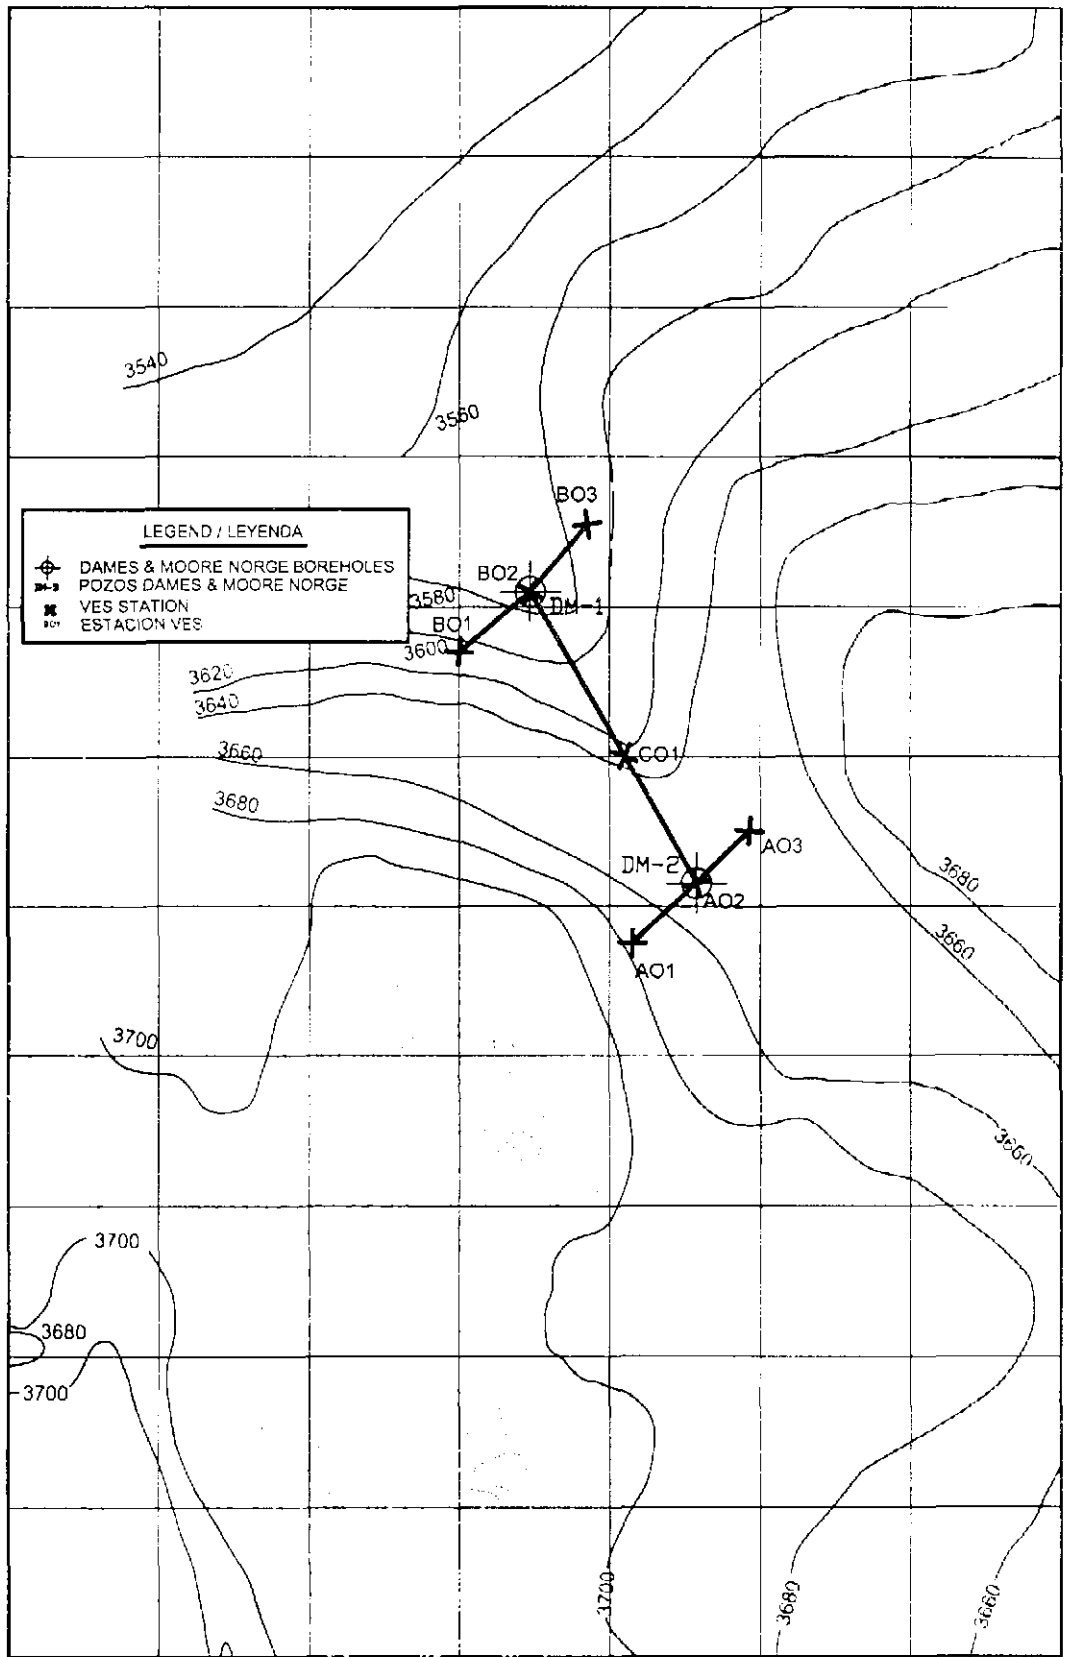 3540
3560
BO3
LEGEND / LEYENDA
DAMES & MOORE NORGE BOREHOLES
POZOS DAMES & MOORE NORGE
VES STATION
ESTACION VES
BO2
3580
DM-1
BO1
3600
3620
3640
3660
CO1
3680
AO3
DM-2
3680
AO2
3660
AO1
3700
3660
3700
3680
3700
3700
3680
3660